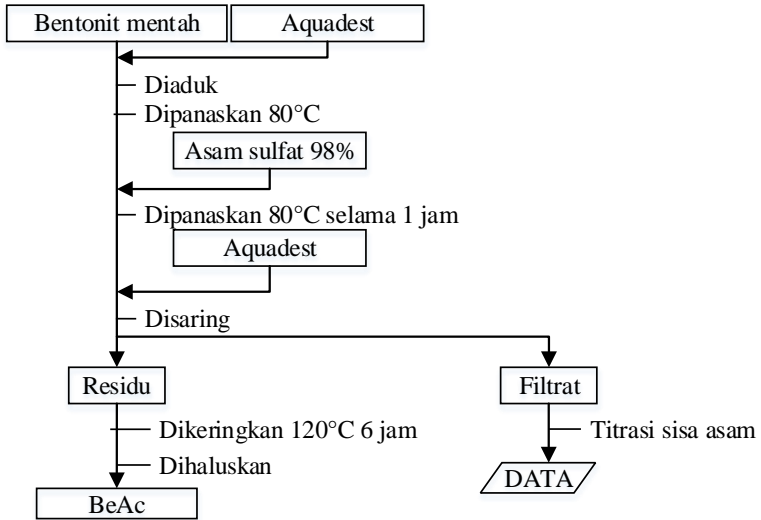 Bentonit mentah
Aquadest
Diaduk
Dipanaskan 80°C
Asam sulfat 98%
Dipanaskan 80°C selama 1 jam
Aquadest
Disaring
Residu
Filtrat
Dikeringkan 120°C 6 jam
Titrasi sisa asam
Dihaluskan
DATA
BeAc